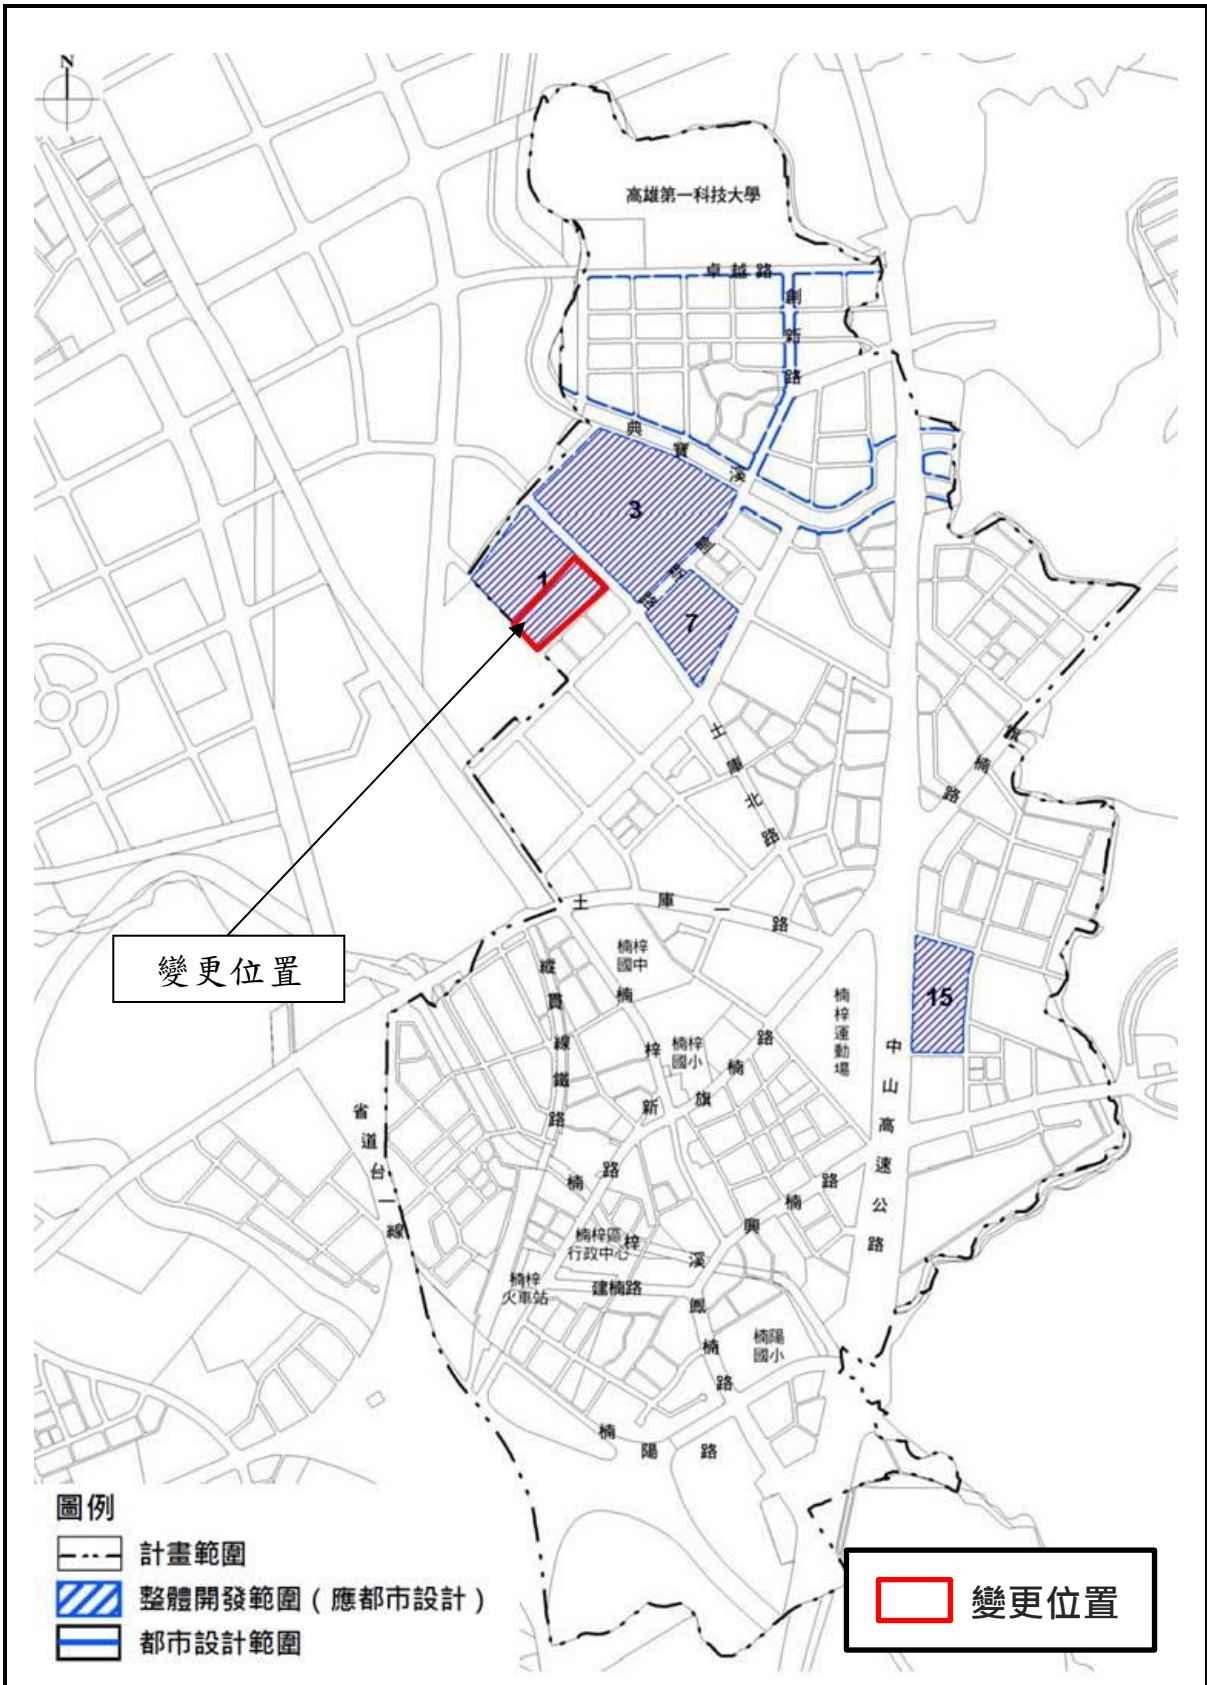 N
高雄第一科技大學
卓越路
創新路
典寶溪
3
創新路
1
7
土庫北路
旗楠路
變更位置
土庫一路
楠梓
國中
縱貫線鐵路
楠梓新路
楠梓
國小
旗楠路
楠梓運動場
15
中山高速公路
省道台一線
楠路
興楠路
楠梓區
行政中心
梓
溪
楠梓
火車站
建楠路
鳳楠路
楠陽
國小
楠陽路
圖例
計畫範圍
整體開發範圍（應都市設計）
都市設計範圍
變更位置